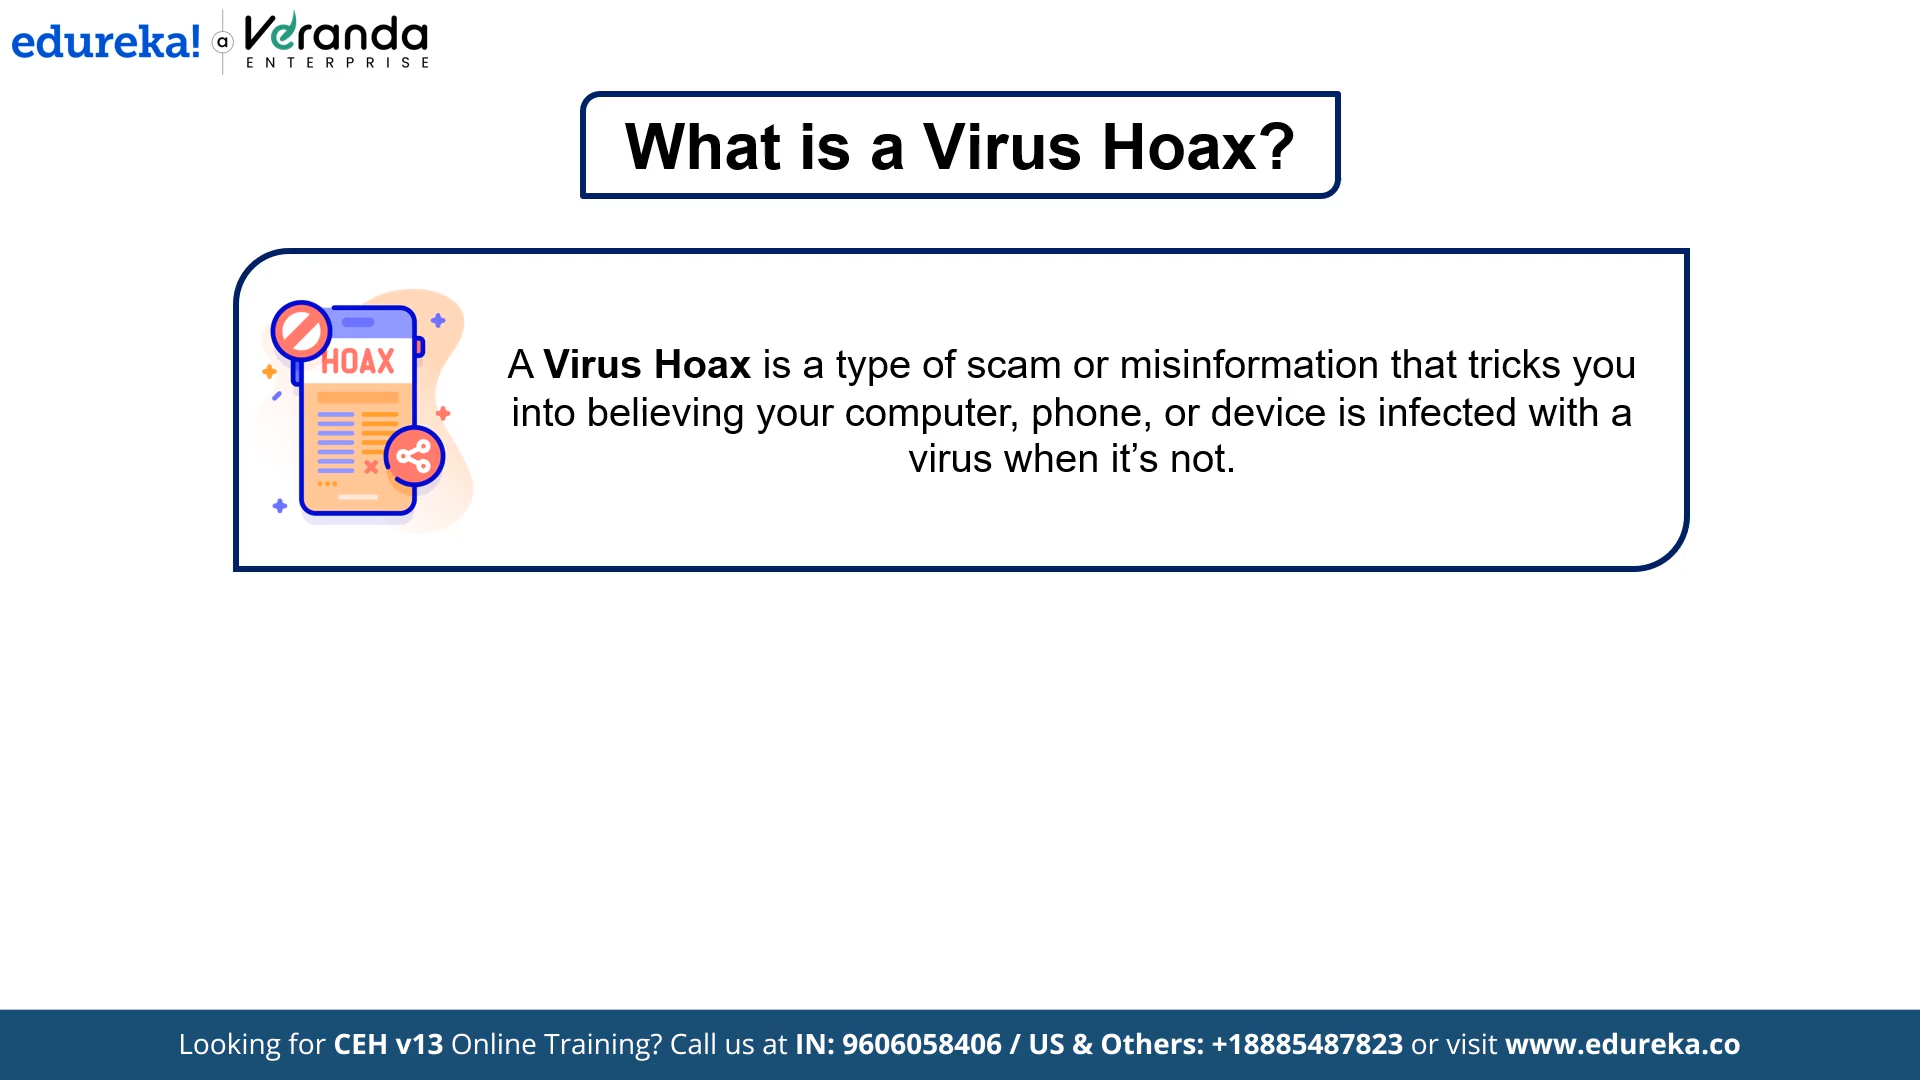 edureka! a Veranda
ENTERPRISE
What is a Virus Hoax?
HOAX
A Virus Hoax is a type of scam or misinformation that tricks you
into believing your computer, phone, or device is infected with a
virus when it’s not.
Looking for CEH v13 Online Training? Call us at IN: 9606058406 / US & Others: +18885487823 or visit www.edureka.co